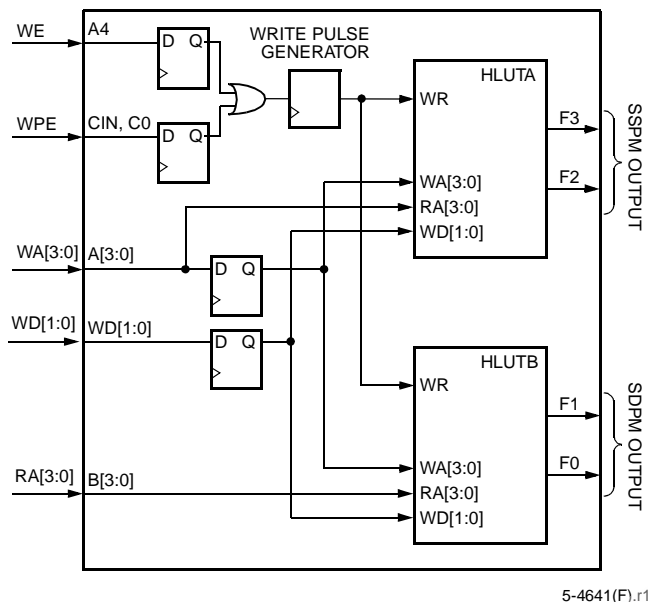 WE
A4
D Q
WRITE PULSE
GENERATOR
HLUTA
WR
F3
WPE
CIN, C0
D Q
F2
SSPM OUTPUT
WA[3:0]
RA[3:0]
WD[1:0]
WA[3:0]
A[3:0]
D Q
WD[1:0]
WD[1:0]
D Q
HLUTB
WR
F1
F0
SDPM OUTPUT
WA[3:0]
RA[3:0]
B[3:0]
RA[3:0]
WD[1:0]
5-4641(F).r1